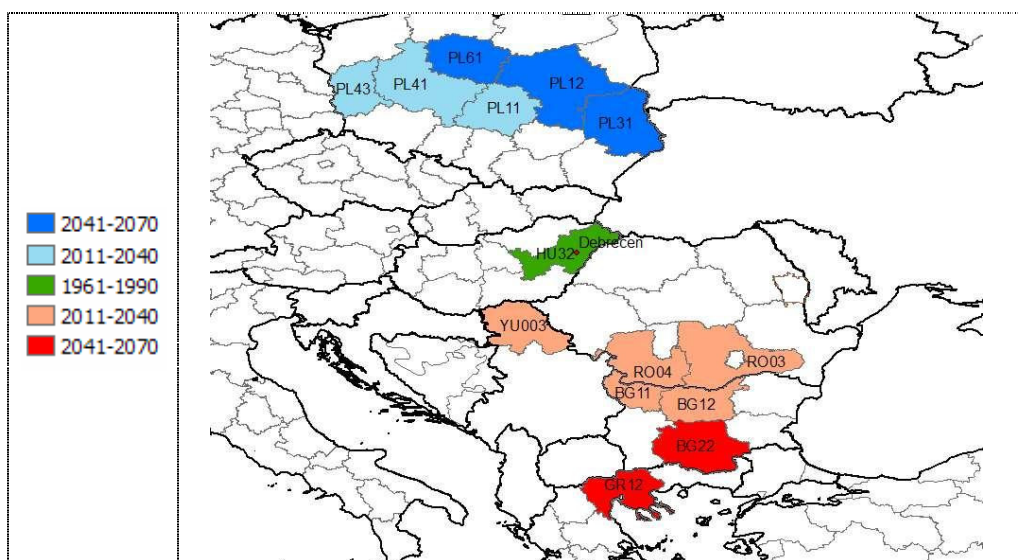 2041-2070
2011-2040
1961-1990
2011-2040
2041-2070
PL61
PL43
PL41
PL12
PL11
PL31
Debrecen
HU32
YU003
RO04
RO03
BG11
BG12
BG22
GR12